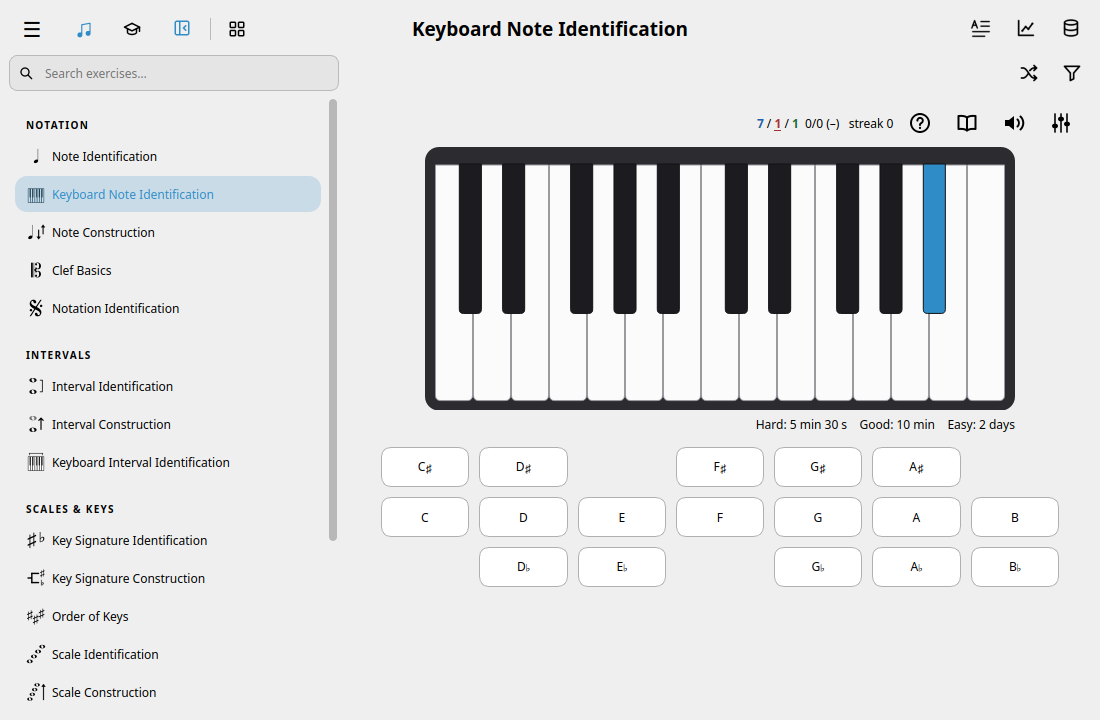 Keyboard Note Identification
Search exercises...
7 / 1 / 1 0/0 (–) streak 0
NOTATION
Note Identification
Keyboard Note Identification
Note Construction
Clef Basics
Notation Identification
INTERVALS
Interval Identification
Interval Construction
Keyboard Interval Identification
SCALES & KEYS
Key Signature Identification
Key Signature Construction
Order of Keys
Scale Identification
Scale Construction
Hard: 5 min 30 s Good: 10 min Easy: 2 days
C♯ D♯ F♯ G♯ A♯
C D E F G A B
D♭ E♭ G♭ A♭ B♭